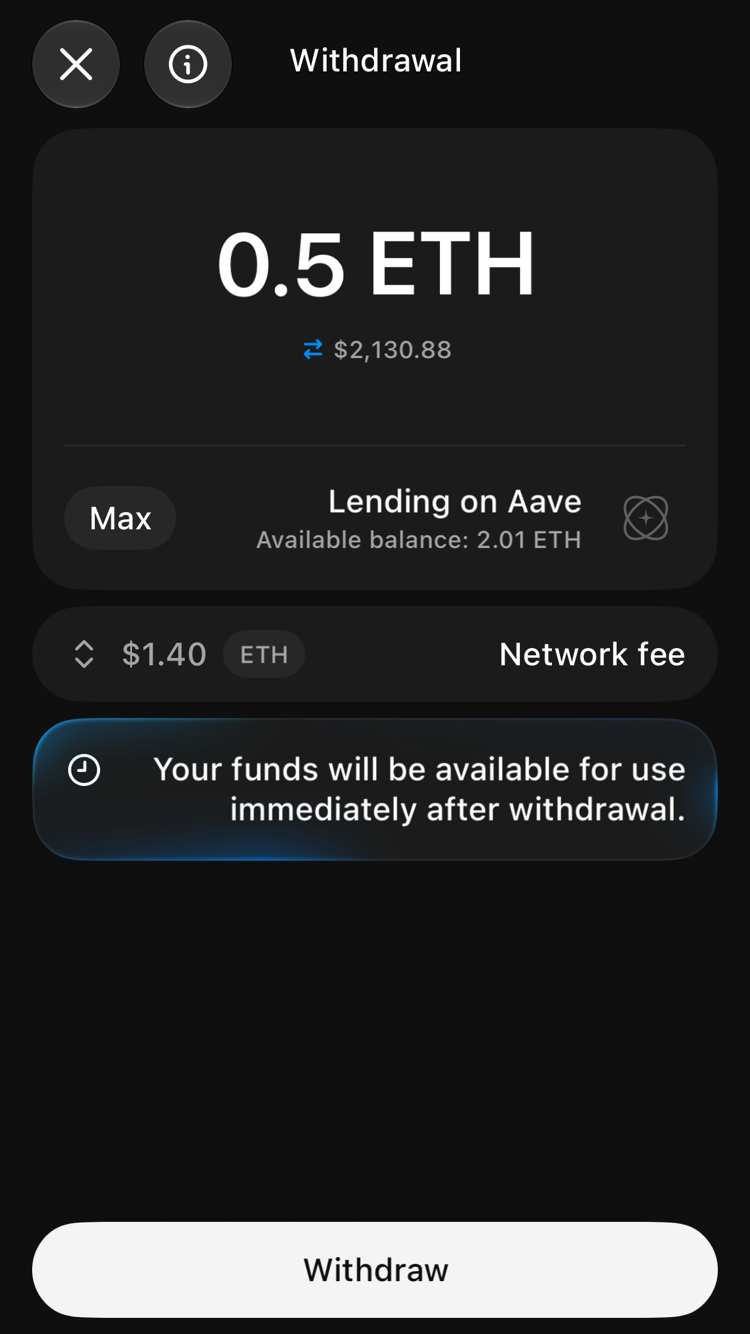 Withdrawal
0.5 ETH
$2,130.88
Max
Lending on Aave
Available balance: 2.01 ETH
$1.40
ETH
Network fee
Your funds will be available for use
immediately after withdrawal.
Withdraw